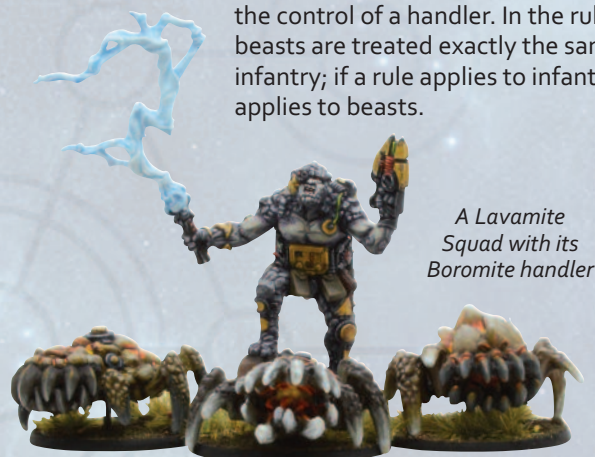 the control of a handler. In the rul
beasts are treated exactly the
infantry; if a rule applies to infant
applies to beasts.
A Lavamite
Squad with its
Boromite handler